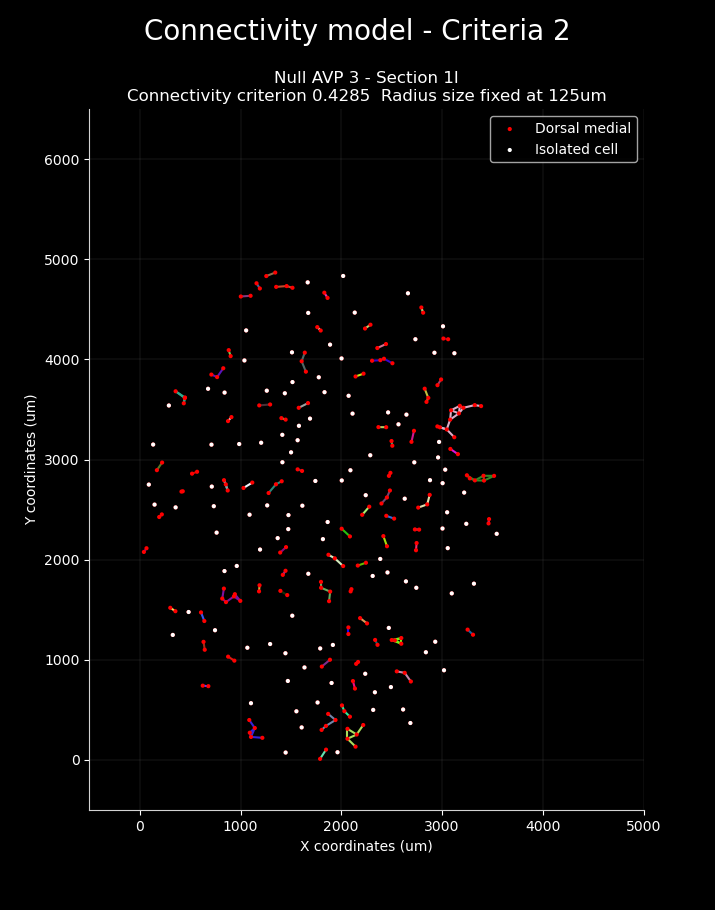 Connectivity model - Criteria 2
Null AVP 3 - Section 1l
Connectivity criterion 0.4285  Radius size fixed at 125um
Dorsal medial
Isolated cell
Y coordinates (um)
6000
5000
4000
3000
2000
1000
0
0 1000 2000 3000 4000 5000
X coordinates (um)